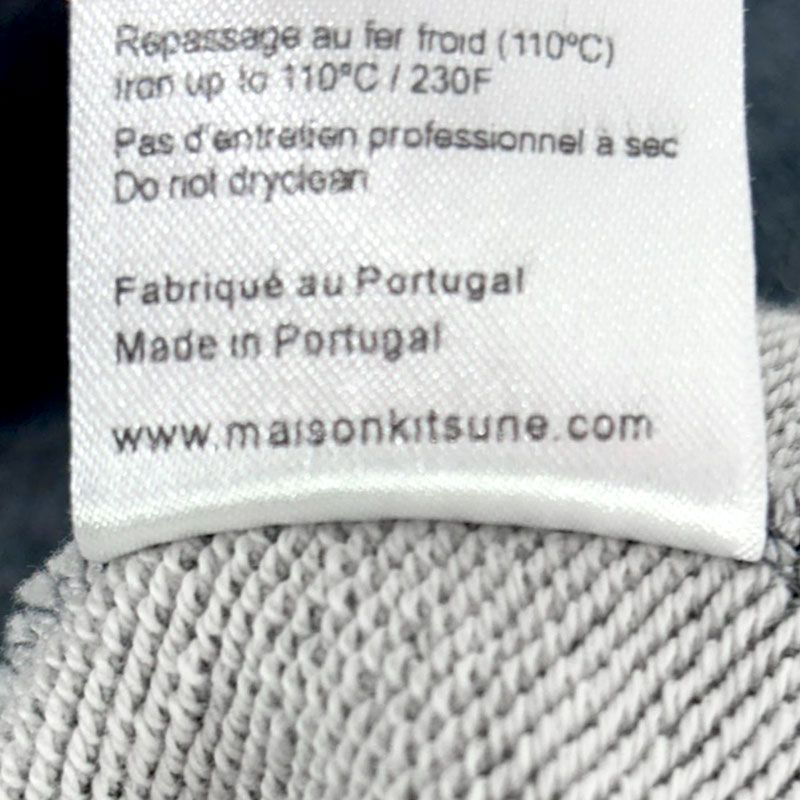 Repassage au fer froid (110°C)
Iron up to 110°C / 230F
Pas d'entretien professionnel à sec
Do not dryclean
Fabriqué au Portugal
Made in Portugal
www.maisonkitsune.com